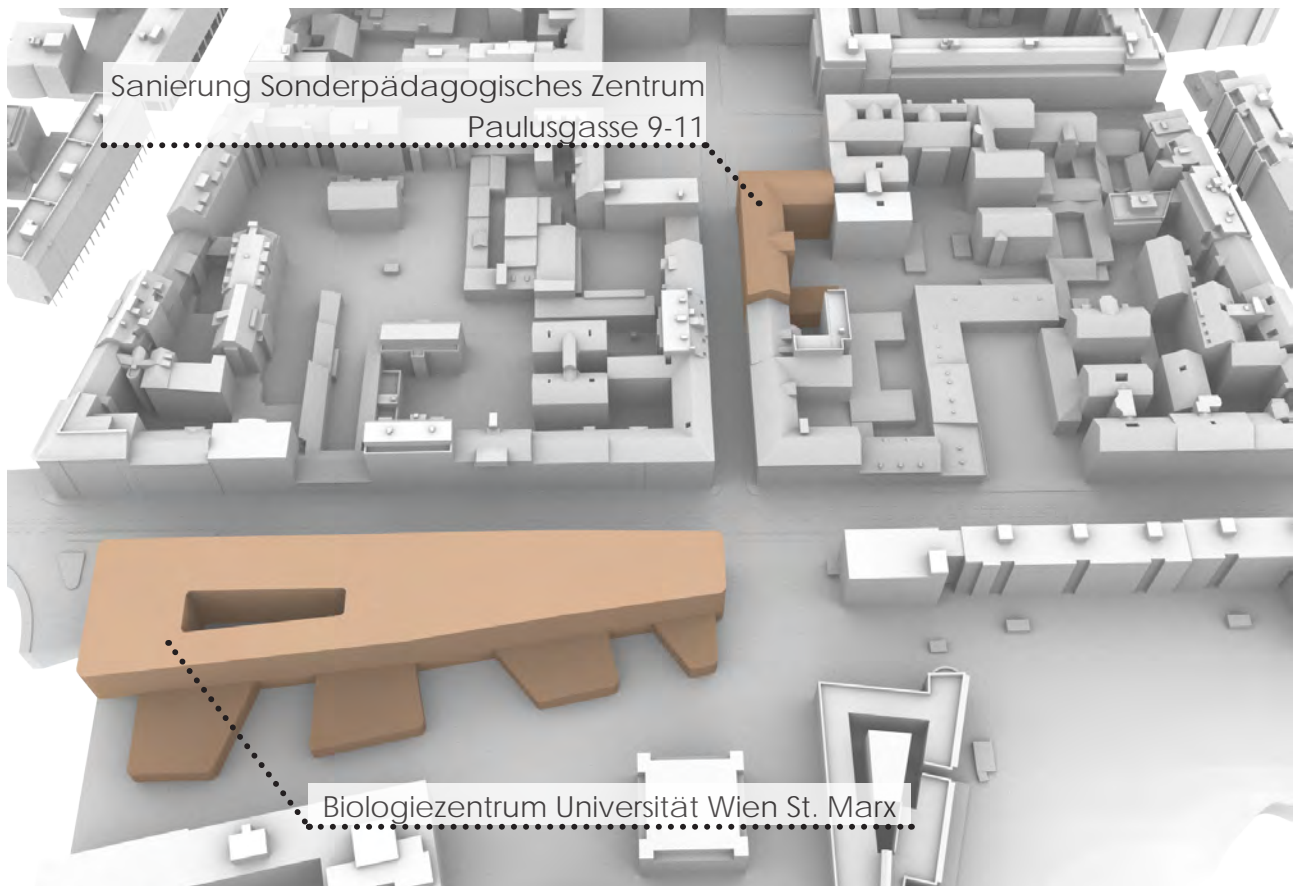 Sanierung Sonderpädagogisches Zentrum
Paulusgasse 9-11
Biologiezentrum Universität Wien St. Marx